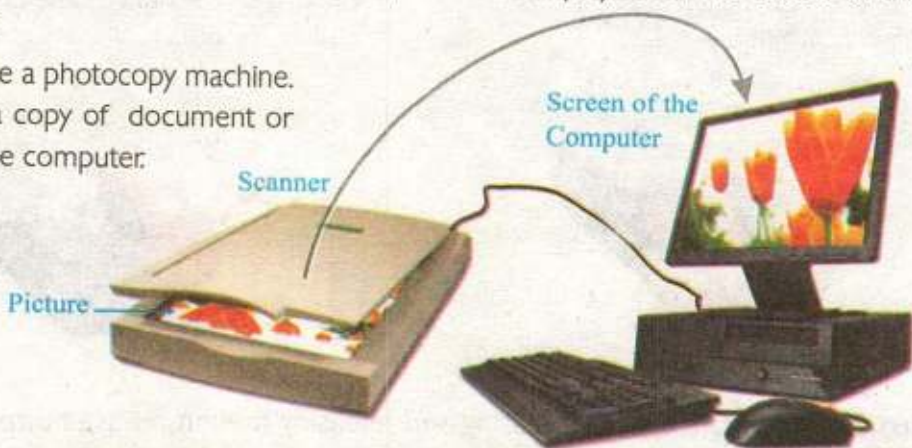 e a photocopy machine.
a copy of document or
e computer.
Screen of the
Computer
Scanner
Picture